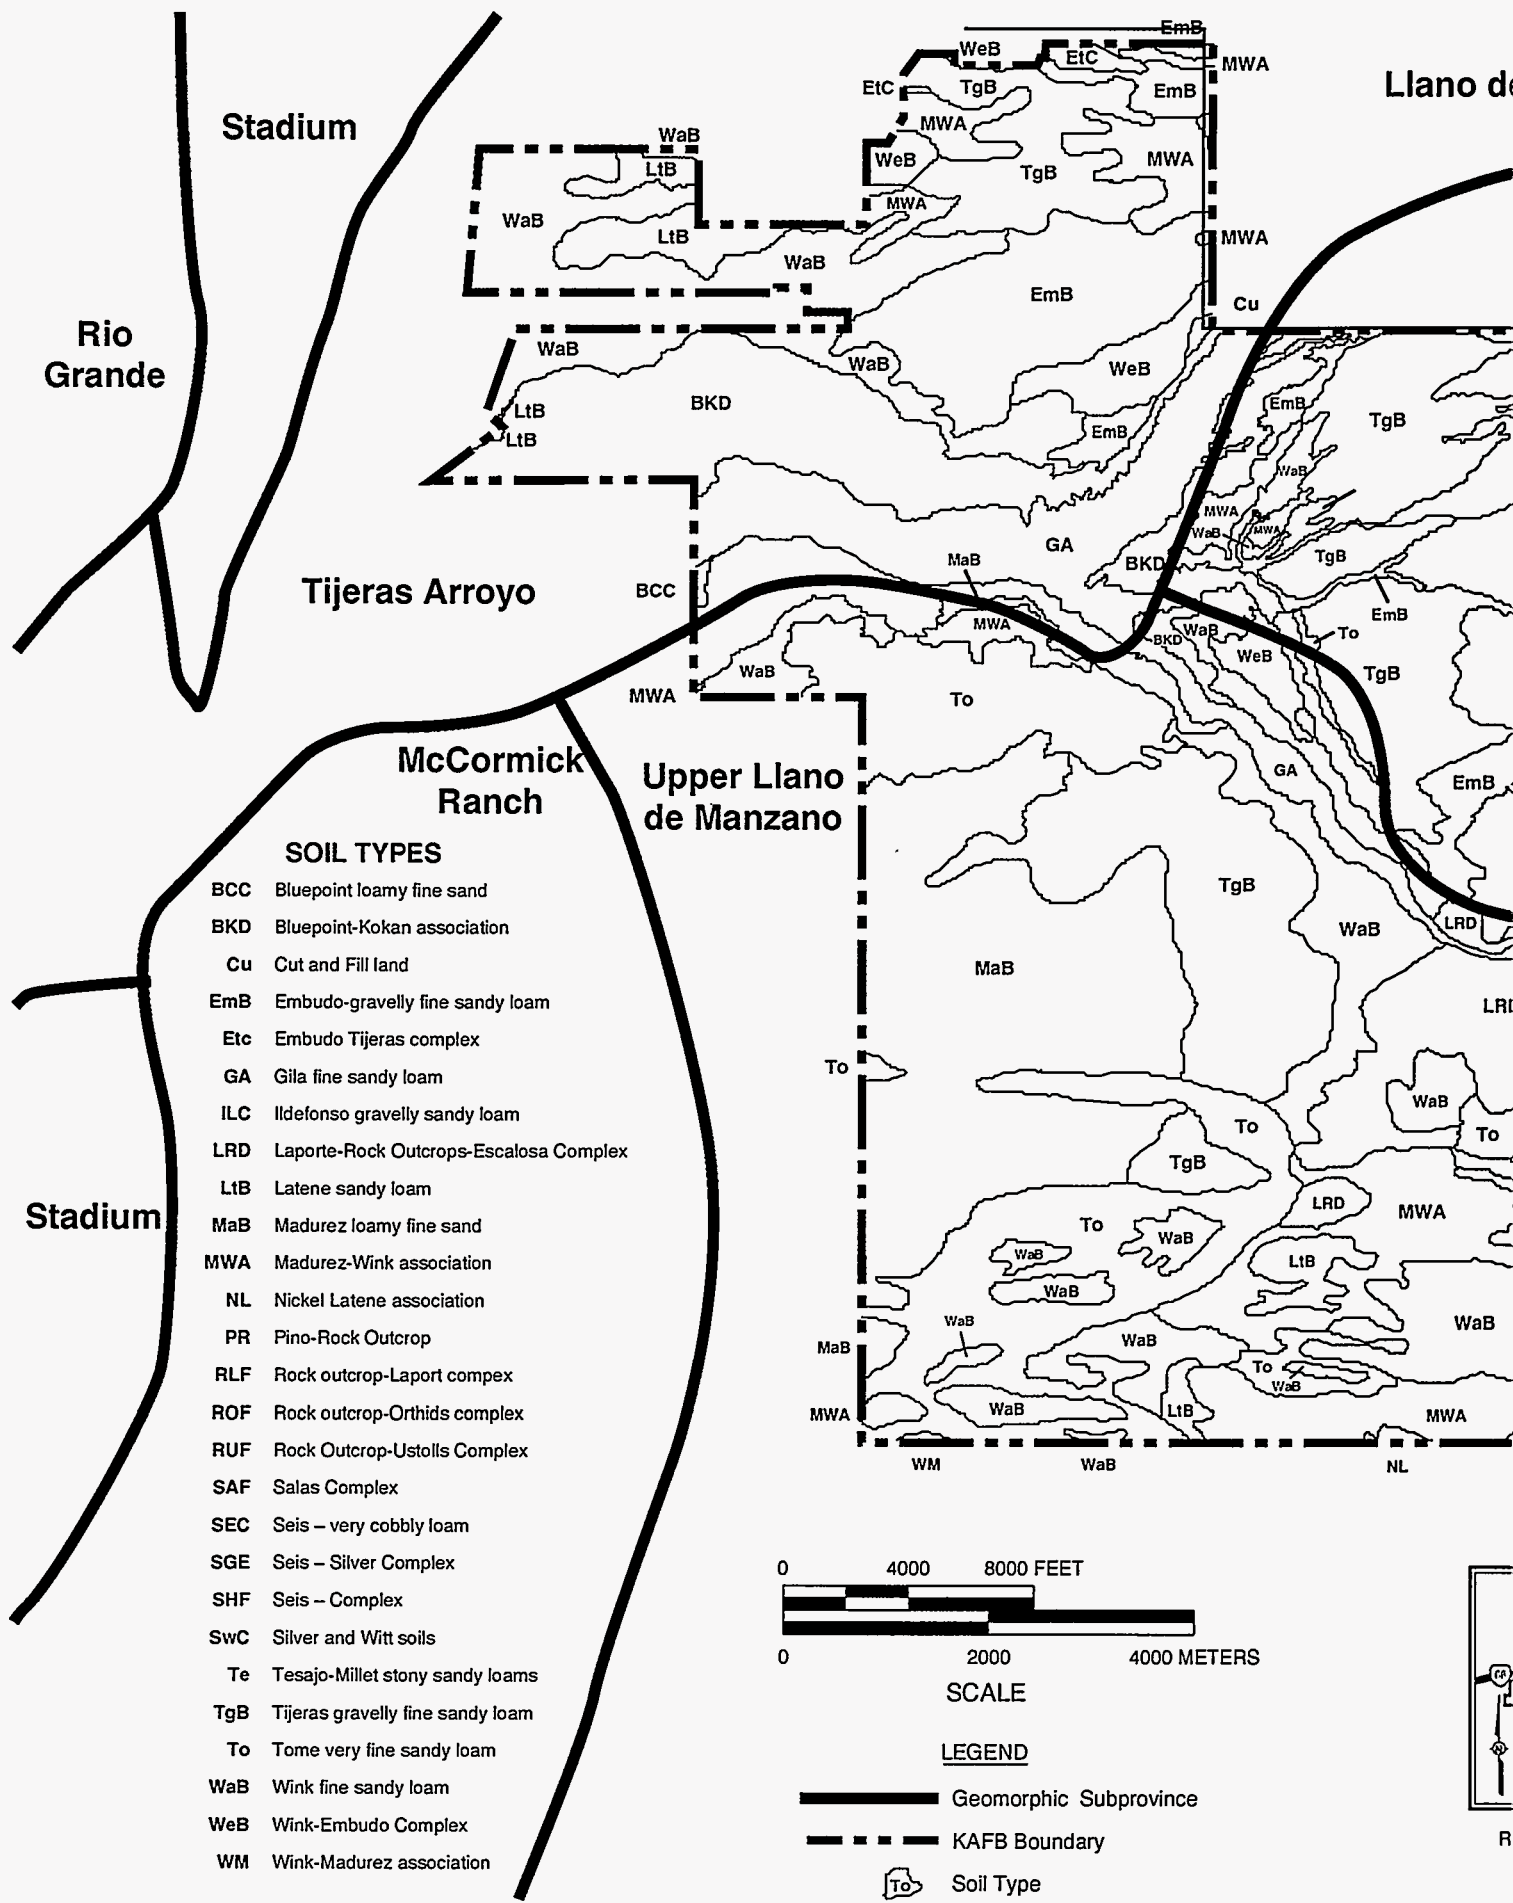 EmB
WeB
EtC
MWA
Llano de
EtC
TgB
EmB
MWA
Stadium
WaB
WeB
MWA
LtB
TgB
WaB
MWA
LtB
MWA
WaB
EmB
Cu
Rio
Grande
WaB
WaB
WeB
BKD
EmB
LtB
TgB
EmB
LtB
WaB
MWA
MWA
WaB
GA
TgB
MaB
BKD
Tijeras Arroyo
BCC
EmB
MWA
WaB
To
BKD
WeB
WaB
TgB
MWA
To
McCormick
Ranch
Upper Llano
de Manzano
GA
EmB
SOIL TYPES
BCC Bluepoint loamy fine sand
BKD Bluepoint-Kokan association
Cu Cut and Fill land
EmB Embudo-gravelly fine sandy loam
Etc Embudo Tijeras complex
GA Gila fine sandy loam
ILC Ildefonso gravelly sandy loam
LRD Laporte-Rock Outcrops-Escalosa Complex
LtB Latene sandy loam
MaB Madurez loamy fine sand
MWA Madurez-Wink association
NL Nickel Latene association
PR Pino-Rock Outcrop
RLF Rock outcrop-Laport compex
ROF Rock outcrop-Orthids complex
RUF Rock Outcrop-Ustolls Complex
SAF Salas Complex
SEC Seis – very cobbly loam
SGE Seis – Silver Complex
SHF Seis – Complex
SwC Silver and Witt soils
Te Tesajo-Millet stony sandy loams
TgB Tijeras gravelly fine sandy loam
To Tome very fine sandy loam
WaB Wink fine sandy loam
WeB Wink-Embudo Complex
WM Wink-Madurez association
Stadium
TgB
LRD
WaB
MaB
LRD
To
WaB
To
To
TgB
LRD
MWA
To
WaB
WaB
LtB
WaB
WaB
WaB
WaB
MaB
To
WaB
WaB
LtB
MWA
MWA
WM
WaB
NL
0 4000 8000 FEET
0 2000 4000 METERS
SCALE
LEGEND
Geomorphic Subprovince
KAFB Boundary
To Soil Type
N
R